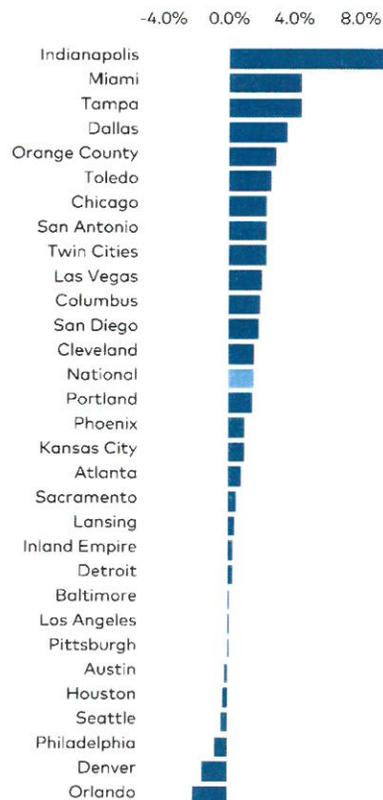 -4.0% 0.0% 4.0% 8.0%
Indianapolis
Miami
Tampa
Dallas
Orange County
Toledo
Chicago
San Antonio
Twin Cities
Las Vegas
Columbus
San Diego
Cleveland
National
Portland
Phoenix
Kansas City
Atlanta
Sacramento
Lansing
Inland Empire
Detroit
Baltimore
Los Angeles
Pittsburgh
Austin
Houston
Seattle
Philadelphia
Denver
Orlando